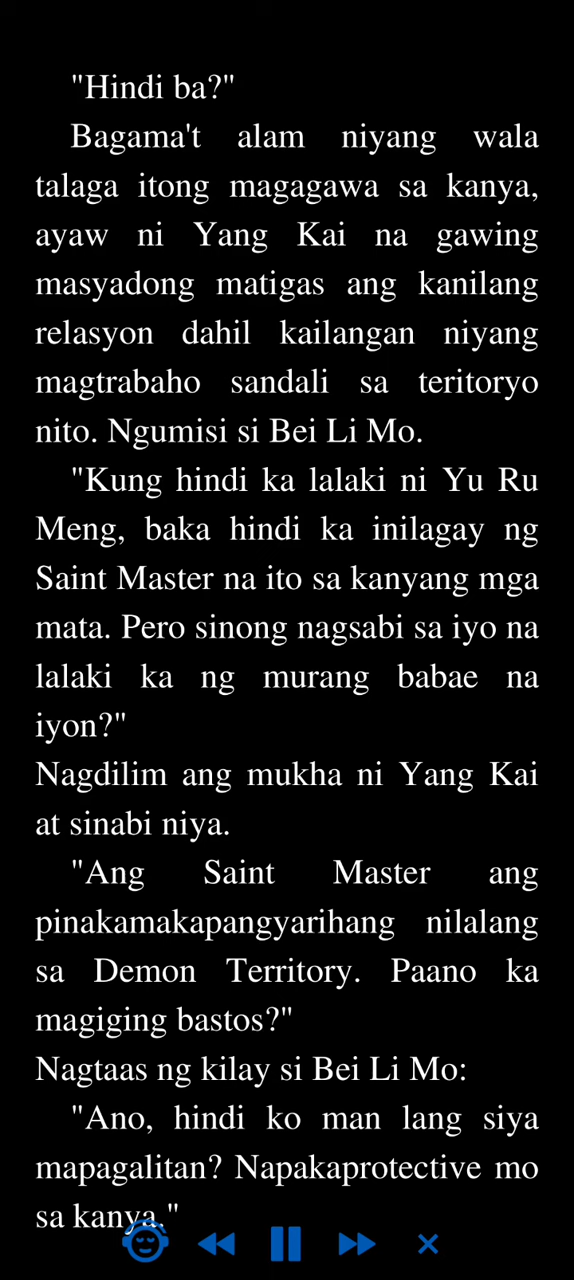 "Hindi ba?"
Bagama't alam niyang wala
talaga itong magagawa sa kanya,
ayaw ni Yang Kai na gawing
masyadong matigas ang kanilang
relasyon dahil kailangan niyang
magtrabaho sandali sa teritoryo
nito. Ngumisi si Bei Li Mo.
"Kung hindi ka lalaki ni Yu Ru
Meng, baka hindi ka inilagay ng
Saint Master na ito sa kanyang mga
mata. Pero sinong nagsabi sa iyo na
lalaki ka ng murang babae na
iyon?"
Nagdilim ang mukha ni Yang Kai
at sinabi niya.
"Ang Saint Master ang
pinakamakapangyarihang nilalang
sa Demon Territory. Paano ka
magiging bastos?"
Nagtaas ng kilay si Bei Li Mo:
"Ano, hindi ko man lang siya
mapagalitan? Napakaprotective mo
sa kanya."